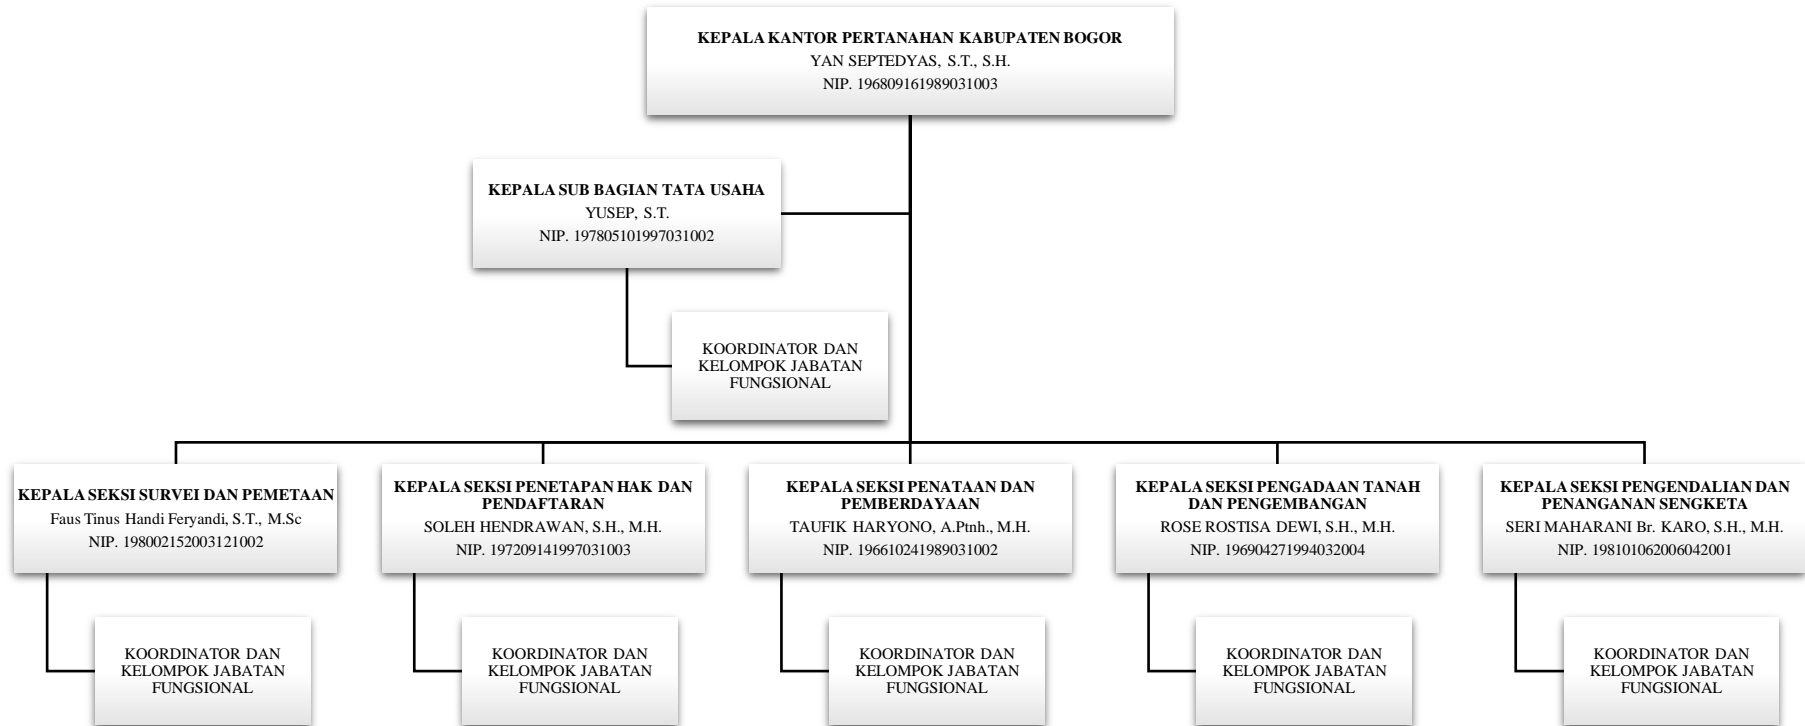 KEPALA KANTOR PERTANAHAN KABUPATEN BOGOR
YAN SEPTEDYAS, S.T., S.H.
NIP. 196809161989031003
KEPALA SUB BAGIAN TATA USAHA
YUSEP, S.T.
NIP. 197805101997031002
KOORDINATOR DAN
KELOMPOK JABATAN
FUNGSIONAL
KEPALA SEKSI SURVEI DAN PEMETAAN
Faus Tinus Handi Feryandi, S.T., M.Sc
NIP. 198002152003121002
KEPALA SEKSI PENETAPAN HAK DAN
PENDAFTARAN
SOLEH HENDRAWAN, S.H., M.H.
NIP. 197209141997031003
KEPALA SEKSI PENATAAN DAN
PEMBERDAYAAN
TAUFIK HARYONO, A.Ptnh., M.H.
NIP. 196610241989031002
KEPALA SEKSI PENGADAAN TANAH
DAN PENGEMBANGAN
ROSE ROSTISA DEWI, S.H., M.H.
NIP. 196904271994032004
KEPALA SEKSI PENGENDALIAN DAN
PENANGANAN SENGKETA
SERI MAHARANI Br. KARO, S.H., M.H.
NIP. 198101062006042001
KOORDINATOR DAN
KELOMPOK JABATAN
FUNGSIONAL
KOORDINATOR DAN
KELOMPOK JABATAN
FUNGSIONAL
KOORDINATOR DAN
KELOMPOK JABATAN
FUNGSIONAL
KOORDINATOR DAN
KELOMPOK JABATAN
FUNGSIONAL
KOORDINATOR DAN
KELOMPOK JABATAN
FUNGSIONAL